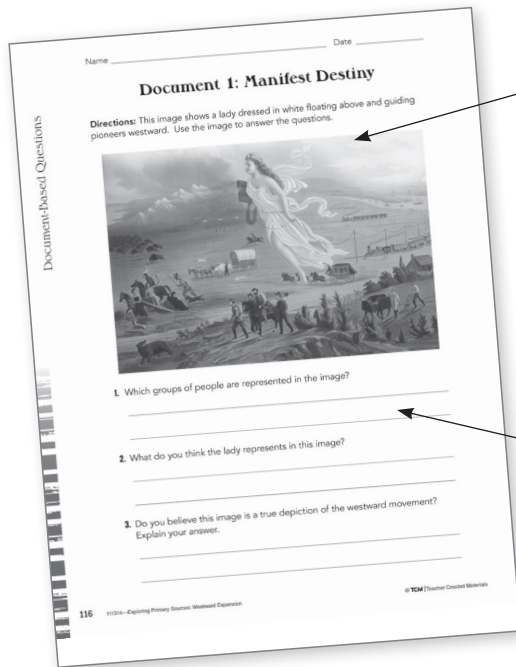 Name
Date
Document 1: Manifest Destiny
Document-Based Questions
Directions: This image shows a lady dressed in white floating above and guiding
pioneers westward. Use the image to answer the questions.
1. Which groups of people are represented in the image?
2. What do you think the lady represents in this image?
3. Do you believe this image is a true depiction of the westward movement?
Explain your answer.
116
—Exploring Primary Sources: Westward Expansion
© TCM | Teacher Created Materials